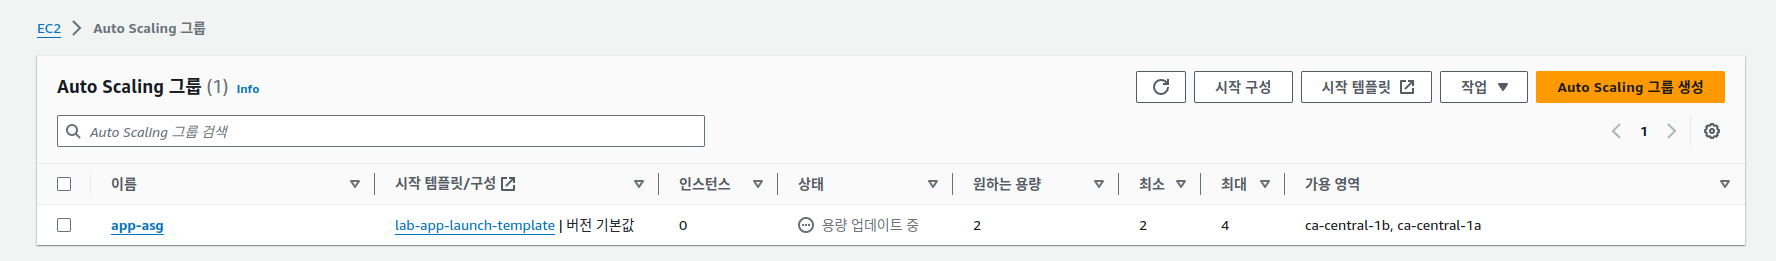 EC2 > Auto Scaling 그룹
Auto Scaling 그룹 (1) Info
시작 구성 시작 템플릿 작업 Auto Scaling 그룹 생성
Auto Scaling 그룹 검색
1
이름 시작 템플릿/구성 인스턴스 상태 원하는 용량 최소 최대 가용 영역
app-asg lab-app-launch-template | 버전 기본값 0 용량 업데이트 중 2 2 4 ca-central-1b, ca-central-1a